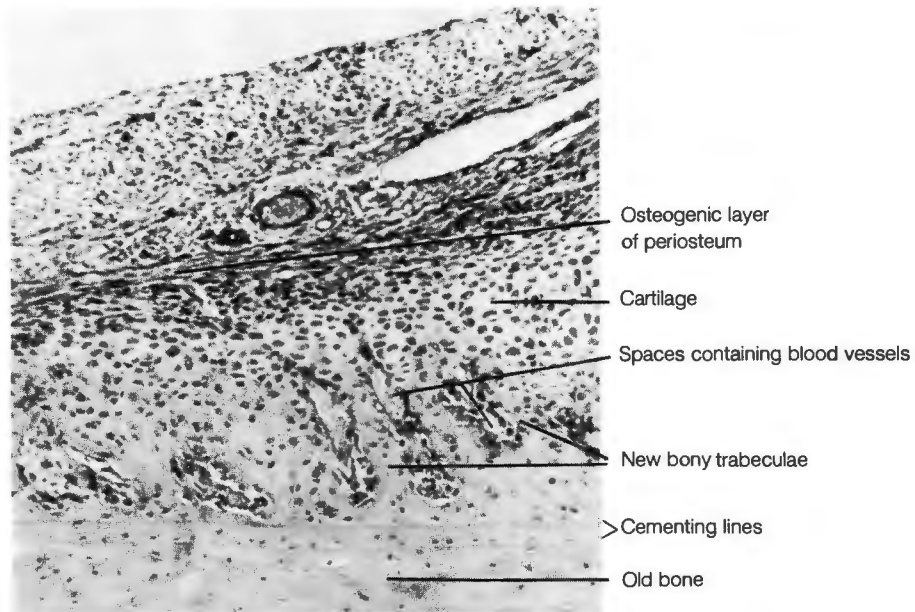 Osteogenic layer
of periosteum
Cartilage
Spaces containing blood vessels
New bony trabeculae
Cementing lines
Old bone